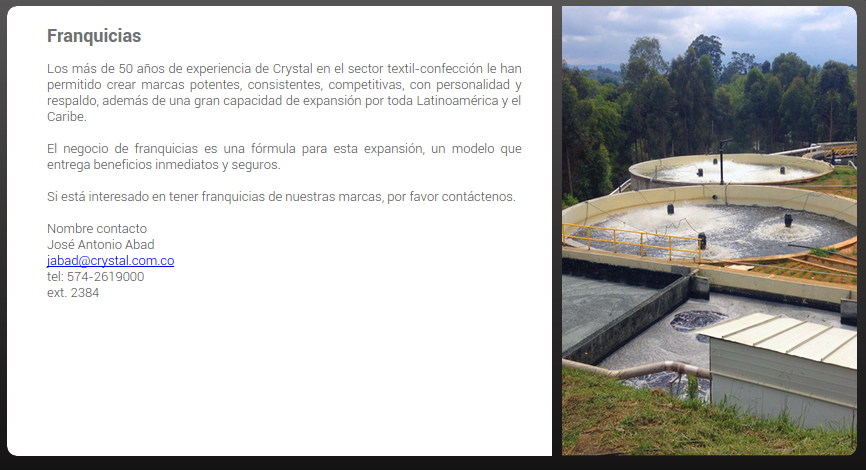 Franquicias
Los más de 50 años de experiencia de Crystal en el sector textil-confección le han
permitido crear marcas potentes, consistentes, competitivas, con personalidad y
respaldo, además de una gran capacidad de expansión por toda Latinoamérica y el
Caribe.
El negocio de franquicias es una fórmula para esta expansión, un modelo que
entrega beneficios inmediatos y seguros.
Si está interesado en tener franquicias de nuestras marcas, por favor contáctenos.
Nombre contacto
José Antonio Abad
jabad@crystal.com.co
tel: 574-2619000
ext. 2384